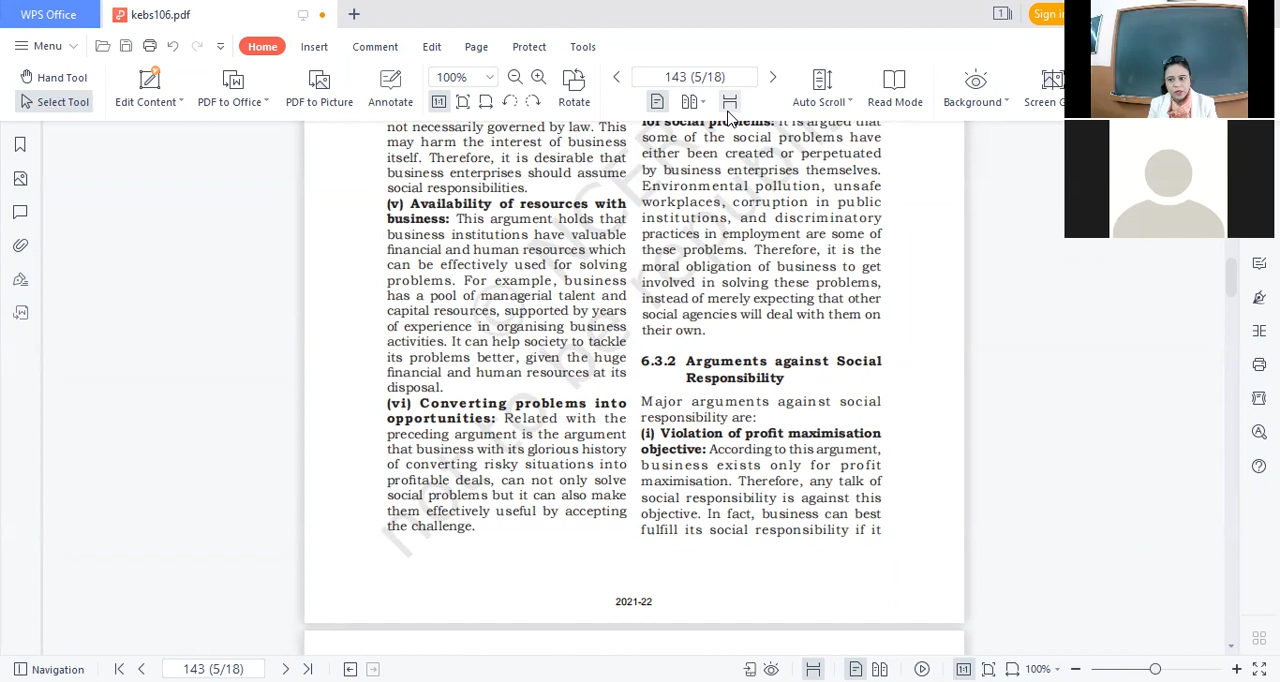 WPS Office
kebs106.pdf
1
Sign in
Menu
Home
Insert
Comment
Edit
Page
Protect
Tools
Hand Tool
Select Tool
Edit Content
PDF to Office
PDF to Picture
Annotate
100%
1:1
Rotate
143 (5/18)
Auto Scroll
Read Mode
Background
Screen G
not necessarily governed by law. This
may harm the interest of business
itself. Therefore, it is desirable that
business enterprises should assume
social responsibilities.
(v) Availability of resources with
business: This argument holds that
business institutions have valuable
financial and human resources which
can be effectively used for solving
problems. For example, business
has a pool of managerial talent and
capital resources, supported by years
of experience in organising business
activities. It can help society to tackle
its problems better, given the huge
financial and human resources at its
disposal.
(vi) Converting problems into
opportunities: Related with the
preceding argument is the argument
that business with its glorious history
of converting risky situations into
profitable deals, can not only solve
social problems but it can also make
them effectively useful by accepting
the challenge.
for social problems: It is argued that
some of the social problems have
either been created or perpetuated
by business enterprises themselves.
Environmental pollution, unsafe
workplaces, corruption in public
institutions, and discriminatory
practices in employment are some of
these problems. Therefore, it is the
moral obligation of business to get
involved in solving these problems,
instead of merely expecting that other
social agencies will deal with them on
their own.
6.3.2 Arguments against Social
Responsibility
Major arguments against social
responsibility are:
(i) Violation of profit maximisation
objective: According to this argument,
business exists only for profit
maximisation. Therefore, any talk of
social responsibility is against this
objective. In fact, business can best
fulfill its social responsibility if it
2021-22
© NCER
not to be republi
Navigation
143 (5/18)
1:1
100%